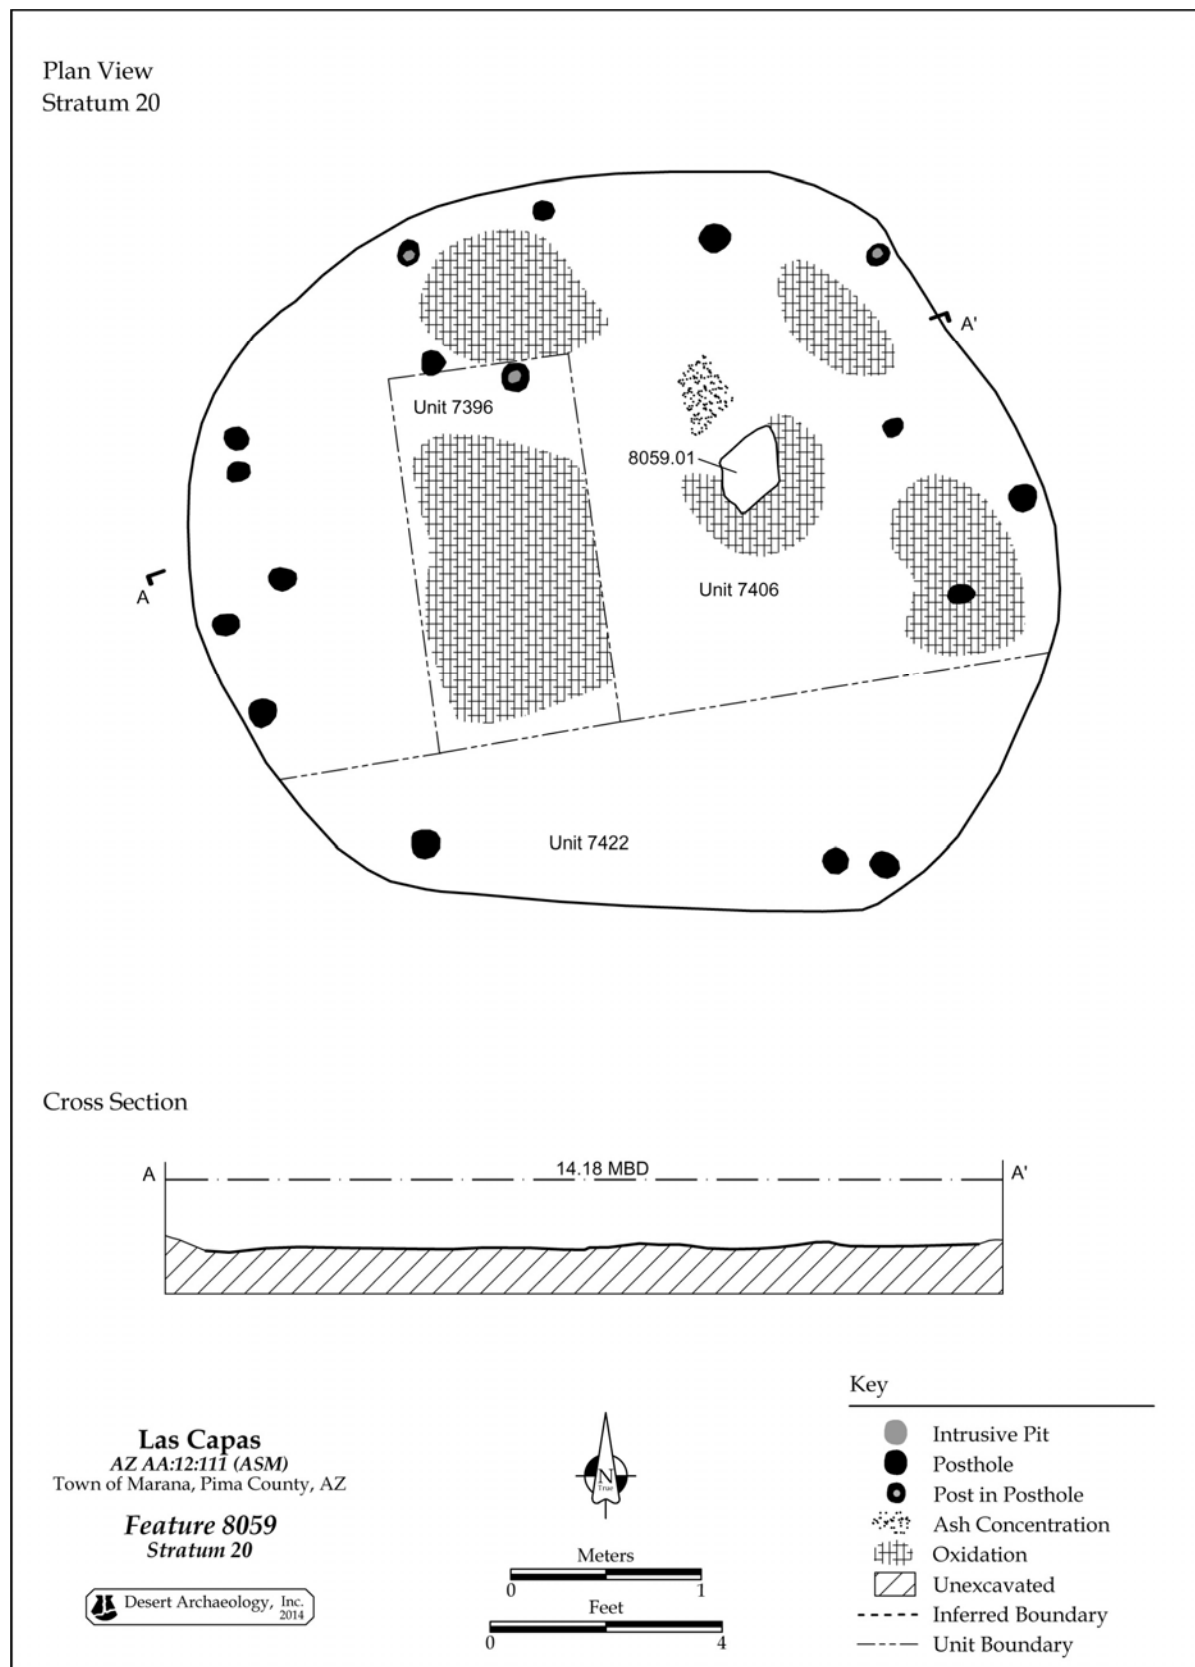 Plan View
Stratum 20
A'
Unit 7396
8059.01
Unit 7406
A
Unit 7422
Cross Section
A
14.18 MBD
A'
Las Capas
AZ AA:12:111 (ASM)
Town of Marana, Pima County, AZ
Feature 8059
Stratum 20
Desert Archaeology, Inc.
2014
N
True
Meters
0 1
Feet
0 4
Key
Intrusive Pit
Posthole
Post in Posthole
Ash Concentration
Oxidation
Unexcavated
Inferred Boundary
Unit Boundary